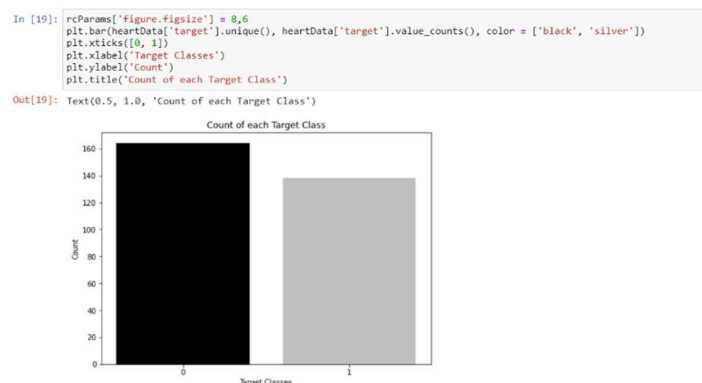 In [19]: rcParams['figure.figsize'] = 8,6
plt.bar(heartData['target'].unique(), heartData['target'].value_counts(), color = ['black', 'silver'])
plt.xticks([0, 1])
plt.xlabel('Target Classes')
plt.ylabel('Count')
plt.title('Count of each Target Class')
Out[19]: Text(0.5, 1.0, 'Count of each Target Class')
Count of each Target Class
160
140
120
100
80
60
40
20
0
Count
0 1
Target Classes